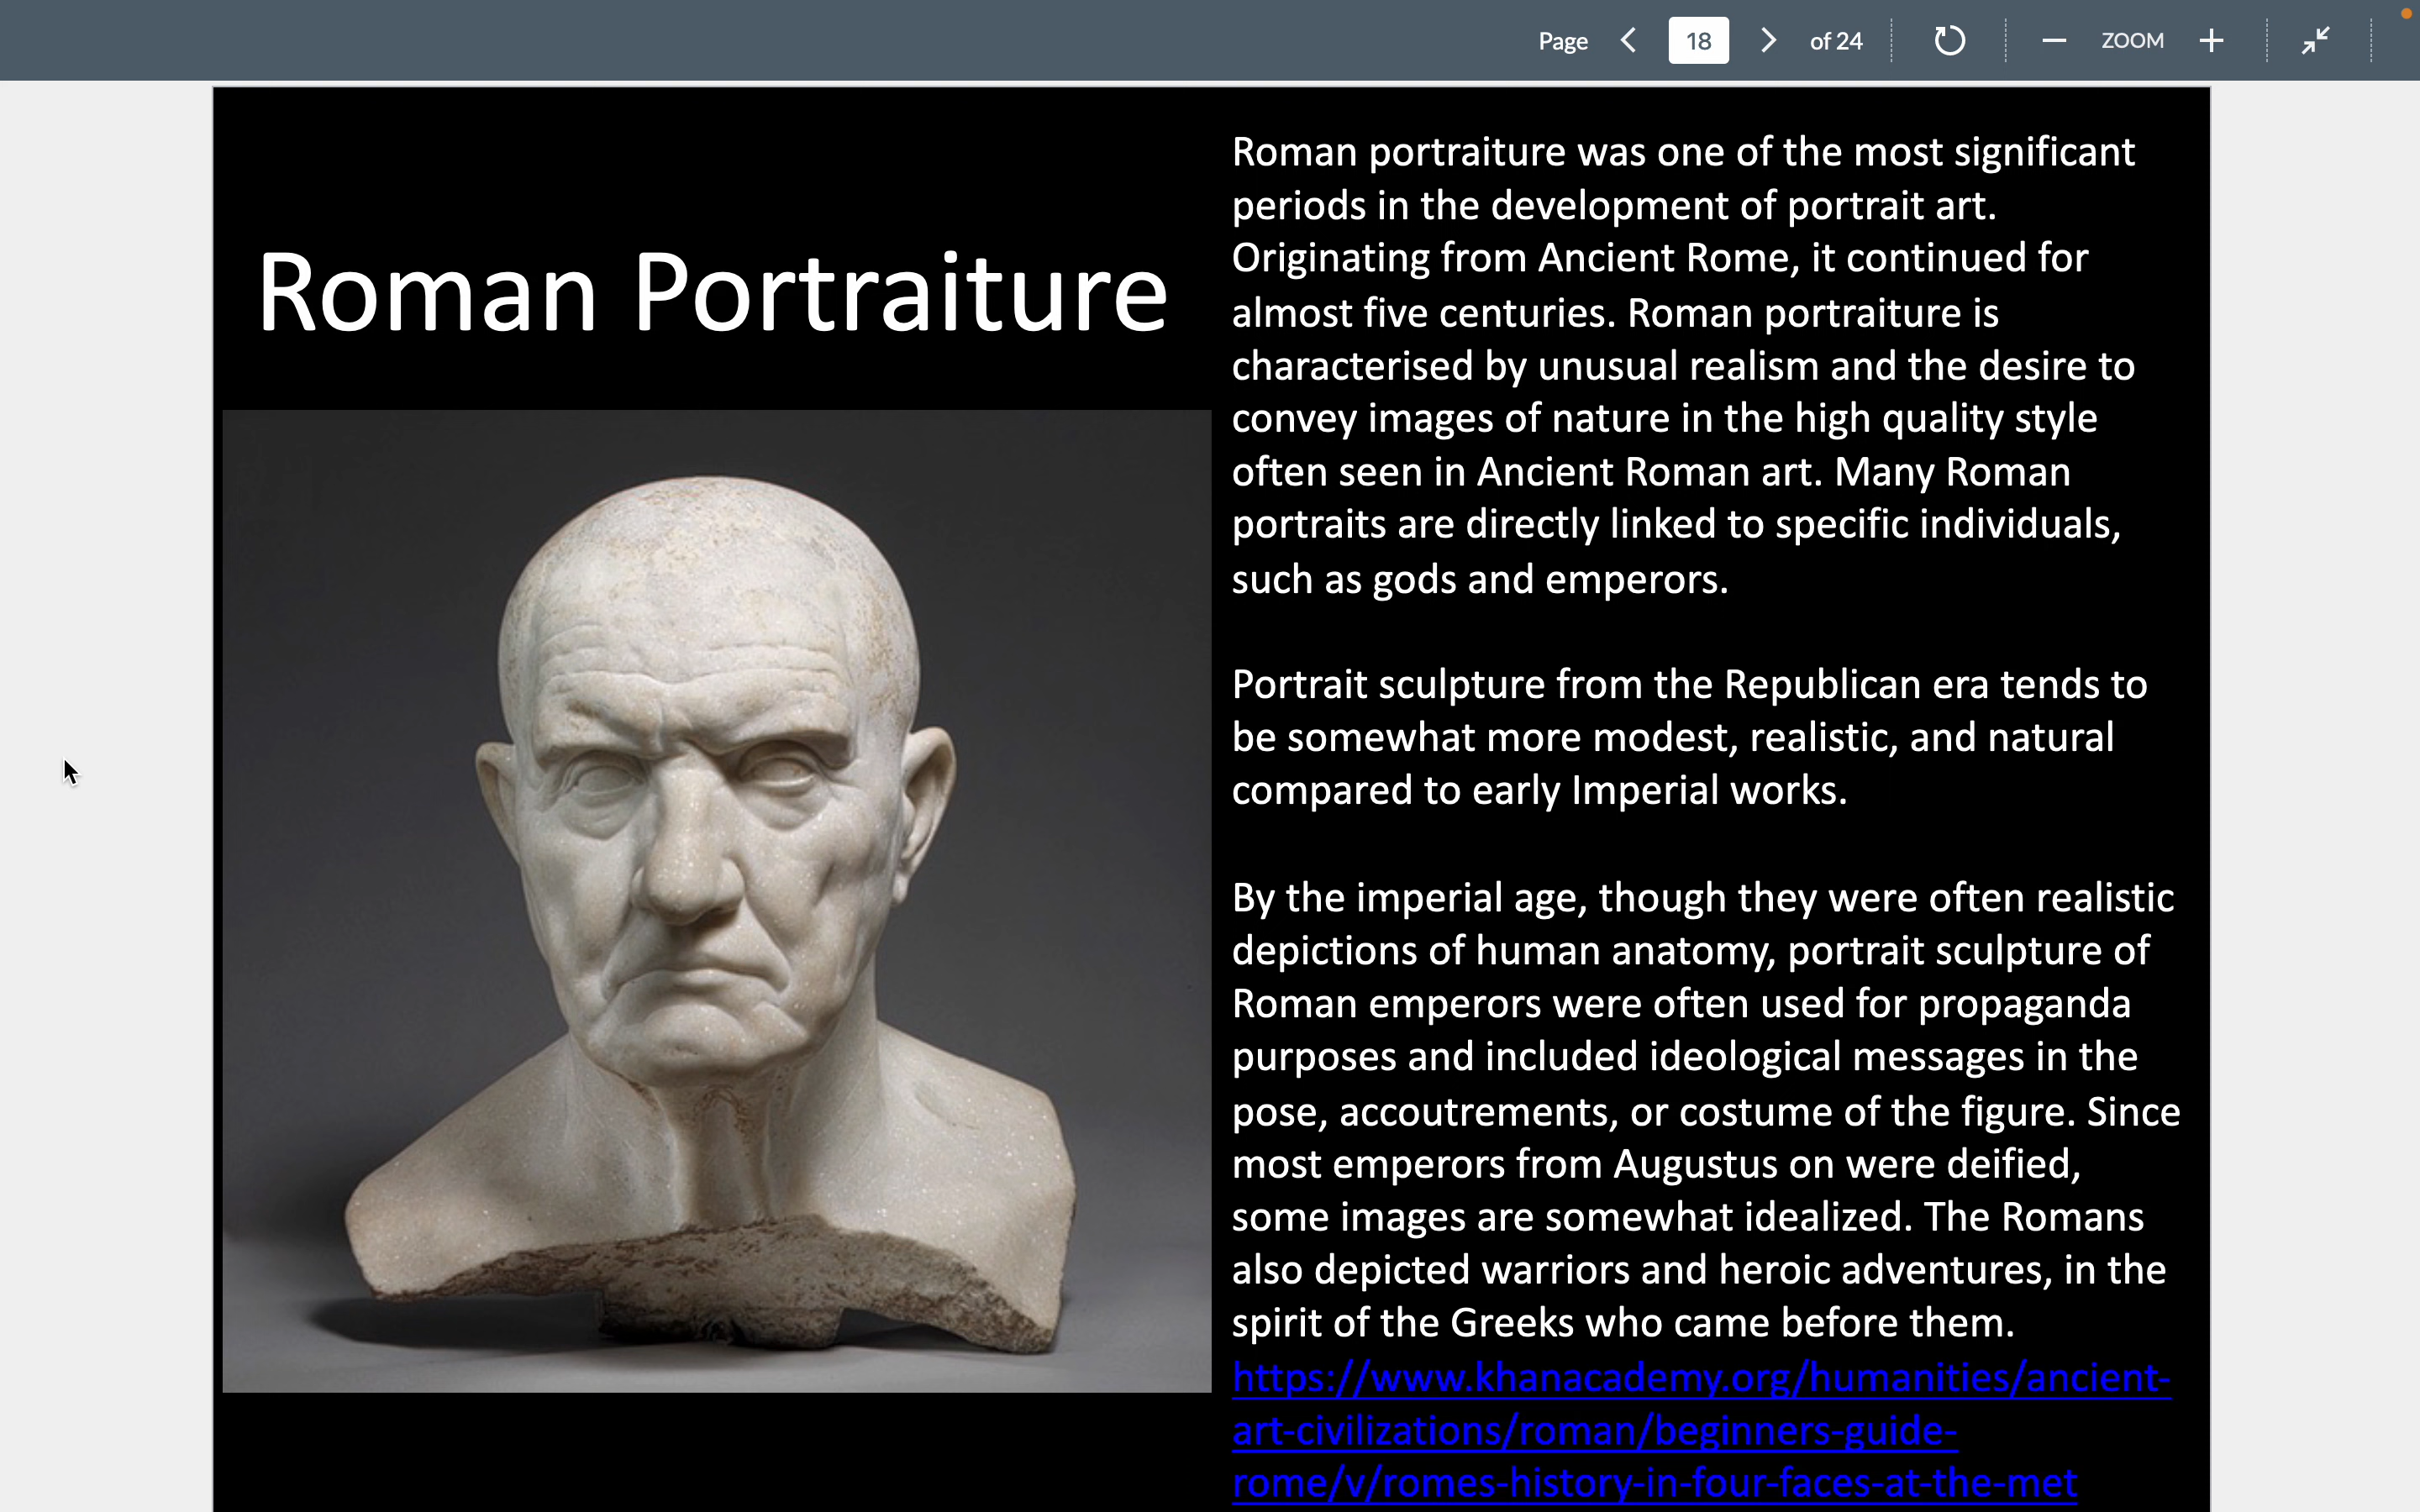 Page 18 of 24 ZOOM
Roman Portraiture
Roman portraiture was one of the most significant
periods in the development of portrait art.
Originating from Ancient Rome, it continued for
almost five centuries. Roman portraiture is
characterised by unusual realism and the desire to
convey images of nature in the high quality style
often seen in Ancient Roman art. Many Roman
portraits are directly linked to specific individuals,
such as gods and emperors.
Portrait sculpture from the Republican era tends to
be somewhat more modest, realistic, and natural
compared to early Imperial works.
By the imperial age, though they were often realistic
depictions of human anatomy, portrait sculpture of
Roman emperors were often used for propaganda
purposes and included ideological messages in the
pose, accoutrements, or costume of the figure. Since
most emperors from Augustus on were deified,
some images are somewhat idealized. The Romans
also depicted warriors and heroic adventures, in the
spirit of the Greeks who came before them.
https://www.khanacademy.org/humanities/ancient-
art-civilizations/roman/beginners-guide-
rome/v/romes-history-in-four-faces-at-the-met